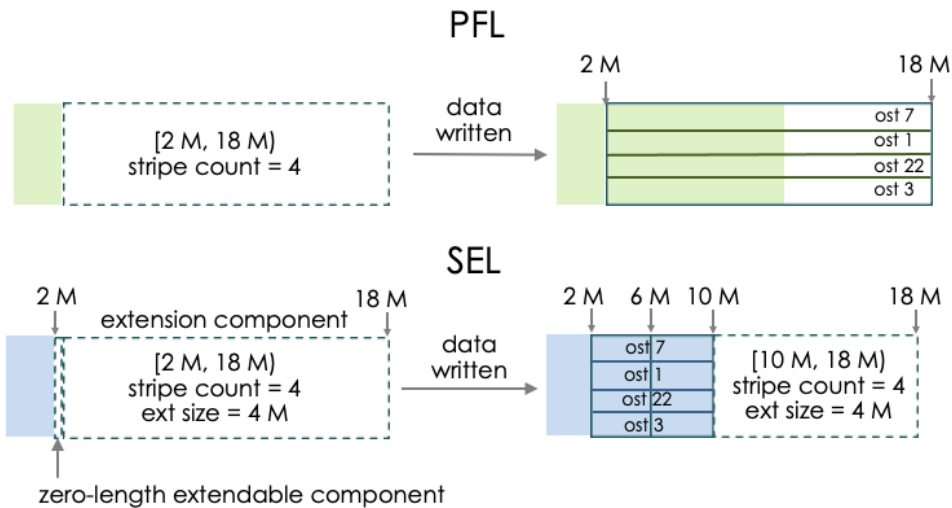 PFL
2 M 18 M
[2 M, 18 M)
stripe count = 4
data
written
ost 7
ost 1
ost 22
ost 3
SEL
2 M 18 M
extension component
[2 M, 18 M)
stripe count = 4
ext size = 4 M
zero-length extendable component
data
written
2 M 6 M 10 M 18 M
ost 7
ost 1
ost 22
ost 3
[10 M, 18 M)
stripe count = 4
ext size = 4 M